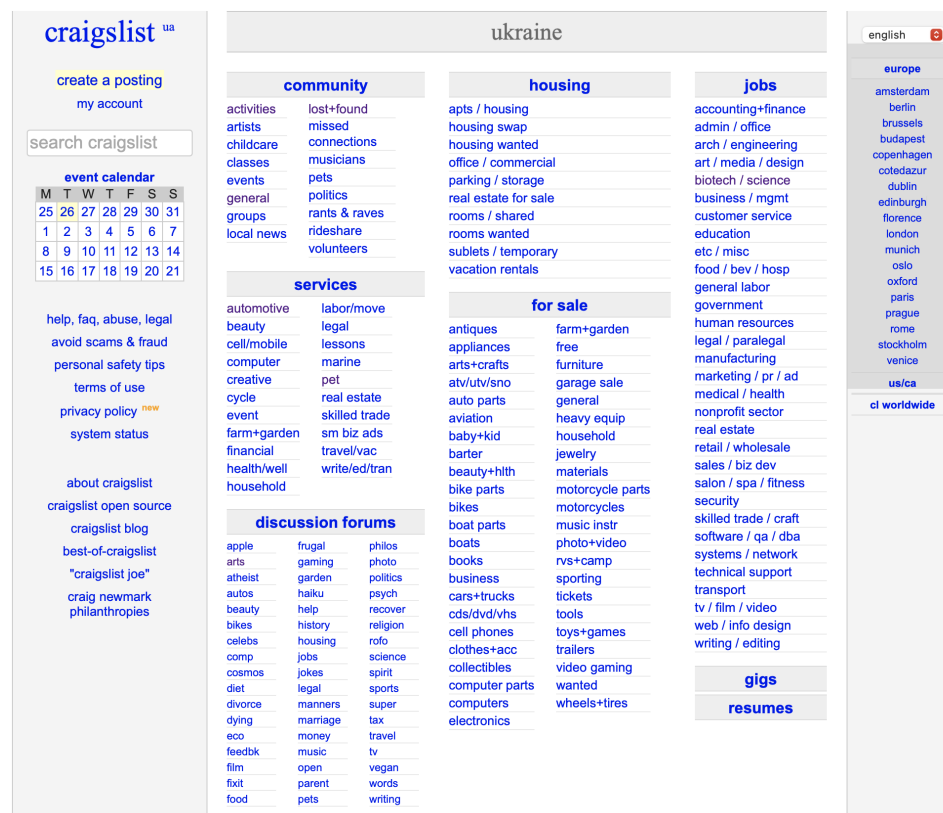 craigslist ua
create a posting
my account
search craigslist
event calendar
M T W T F S S
25 26 27 28 29 30 31
1 2 3 4 5 6 7
8 9 10 11 12 13 14
15 16 17 18 19 20 21
help, faq, abuse, legal
avoid scams & fraud
personal safety tips
terms of use
privacy policy new
system status
about craigslist
craigslist open source
craigslist blog
best-of-craigslist
"craigslist joe"
craig newmark
philanthropies
ukraine
community
activities
artists
childcare
classes
events
general
groups
local news
lost+found
missed
connections
musicians
pets
politics
rants & raves
rideshare
volunteers
services
automotive
beauty
cell/mobile
computer
creative
cycle
event
farm+garden
financial
health/well
household
labor/move
legal
lessons
marine
pet
real estate
skilled trade
sm biz ads
travel/vac
write/ed/tran
discussion forums
apple
arts
atheist
autos
beauty
bikes
celebs
comp
cosmos
diet
divorce
dying
eco
feedbk
film
fixit
food
frugal
gaming
garden
haiku
help
history
housing
jobs
jokes
legal
manners
marriage
money
music
open
parent
pets
philos
photo
politics
psych
recover
religion
rofo
science
spirit
sports
super
tax
travel
tv
vegan
words
writing
housing
apts / housing
housing swap
housing wanted
office / commercial
parking / storage
real estate for sale
rooms / shared
rooms wanted
sublets / temporary
vacation rentals
for sale
antiques
appliances
arts+crafts
atv/utv/sno
auto parts
aviation
baby+kid
barter
beauty+hlth
bike parts
bikes
boat parts
boats
books
business
cars+trucks
cds/dvd/vhs
cell phones
clothes+acc
collectibles
computer parts
computers
electronics
farm+garden
free
furniture
garage sale
general
heavy equip
household
jewelry
materials
motorcycle parts
motorcycles
music instr
photo+video
rvs+camp
sporting
tickets
tools
toys+games
trailers
video gaming
wanted
wheels+tires
jobs
accounting+finance
admin / office
arch / engineering
art / media / design
biotech / science
business / mgmt
customer service
education
etc / misc
food / bev / hosp
general labor
government
human resources
legal / paralegal
manufacturing
marketing / pr / ad
medical / health
nonprofit sector
real estate
retail / wholesale
sales / biz dev
salon / spa / fitness
security
skilled trade / craft
software / qa / dba
systems / network
technical support
transport
tv / film / video
web / info design
writing / editing
gigs
resumes
english
europe
amsterdam
berlin
brussels
budapest
copenhagen
cotedazur
dublin
edinburgh
florence
london
munich
oslo
oxford
paris
prague
rome
stockholm
venice
us/ca
cl worldwide